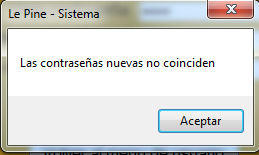 Le Pine - Sistema
Las contraseñas nuevas no coinciden
Aceptar